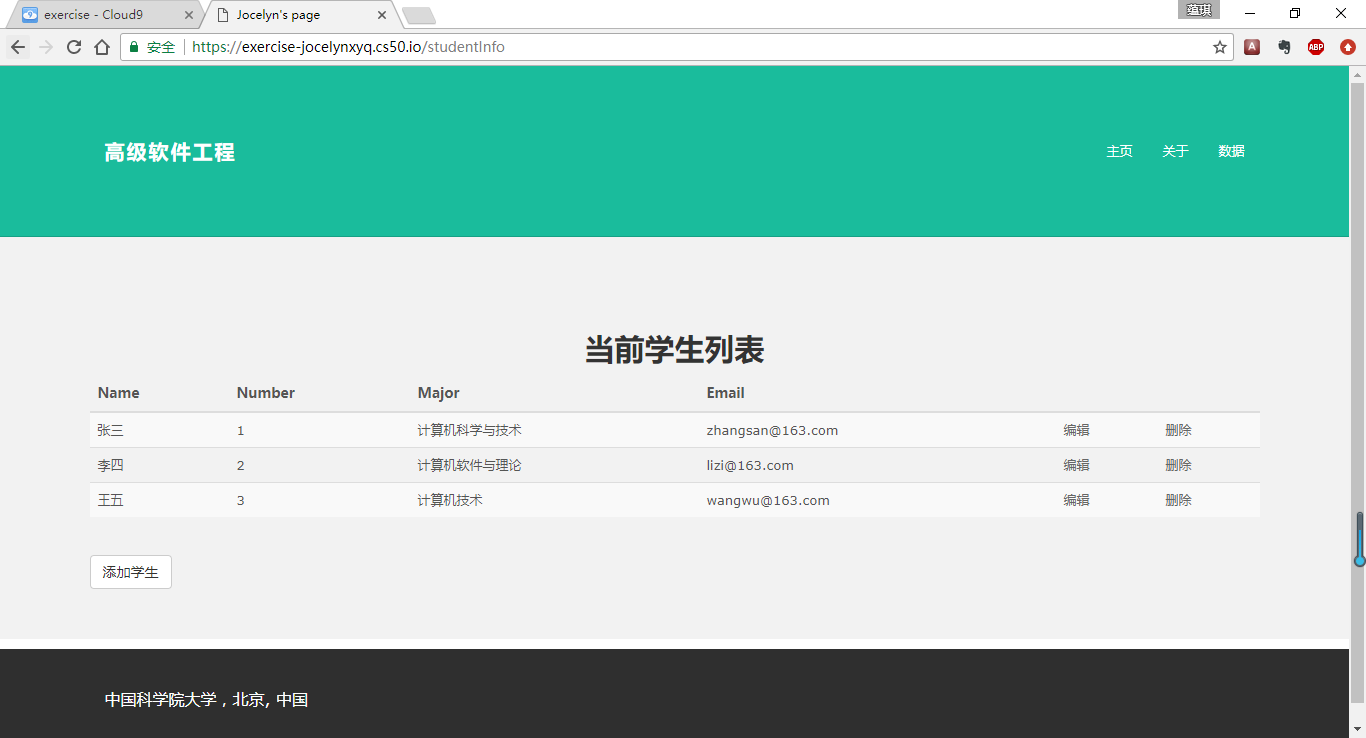 exercise - Cloud9
Jocelyn's page
蕴琪
安全 https://exercise-jocelynxyq.cs50.io/studentInfo
A
ABP
高级软件工程
主页 关于 数据
当前学生列表
Name Number Major Email
张三 1 计算机科学与技术 zhangsan@163.com 编辑 删除
李四 2 计算机软件与理论 lizi@163.com 编辑 删除
王五 3 计算机技术 wangwu@163.com 编辑 删除
添加学生
中国科学院大学，北京, 中国